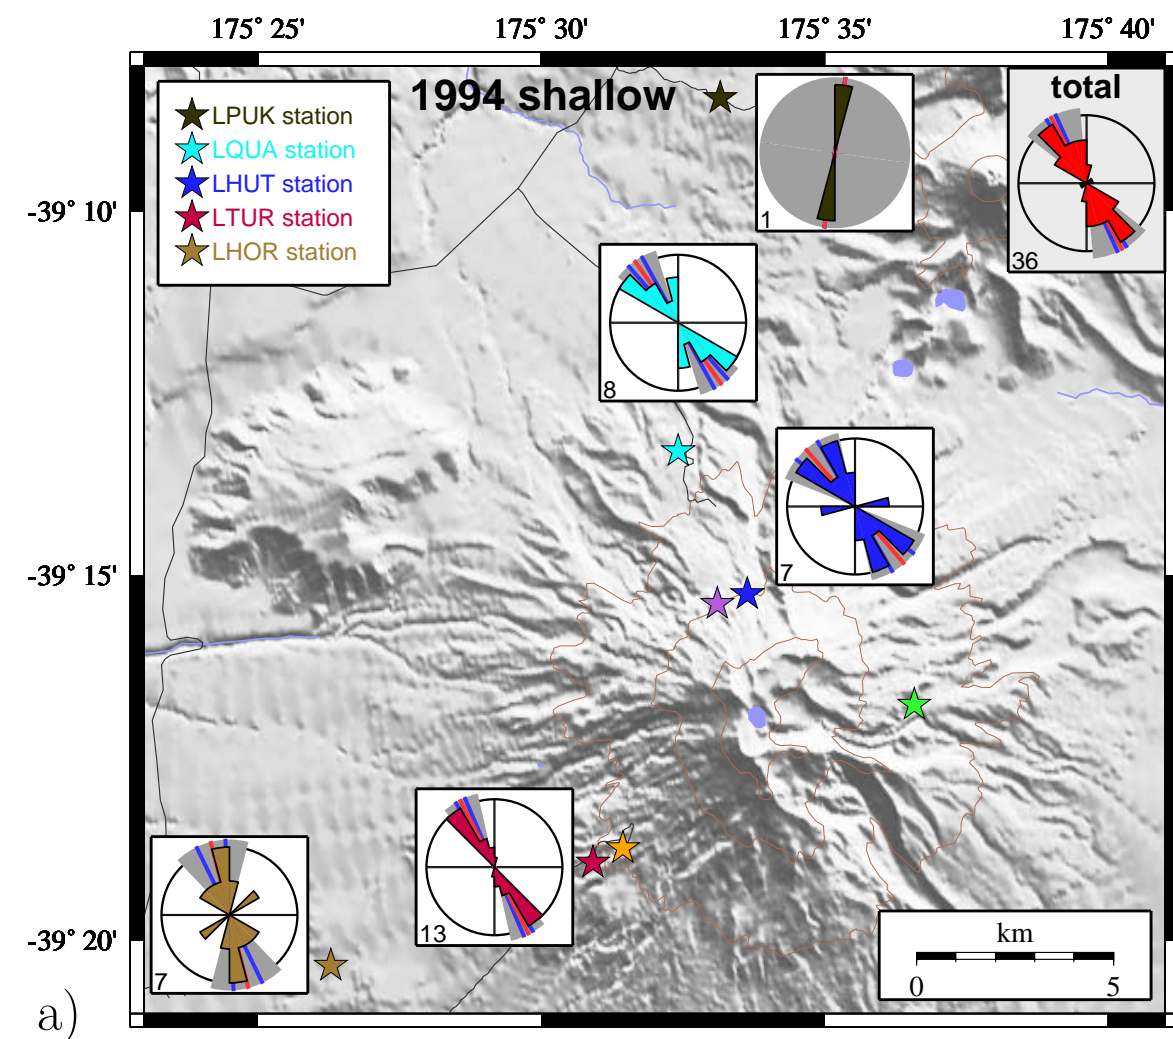 175° 25' 175° 30' 175° 35' 175° 40'
1994 shallow
total
LPUK station
LQUA station
LHUT station
LTUR station
LHOR station
-39° 10'
1
36
8
-39° 15'
7
13
-39° 20'
7
km
0 5
a)